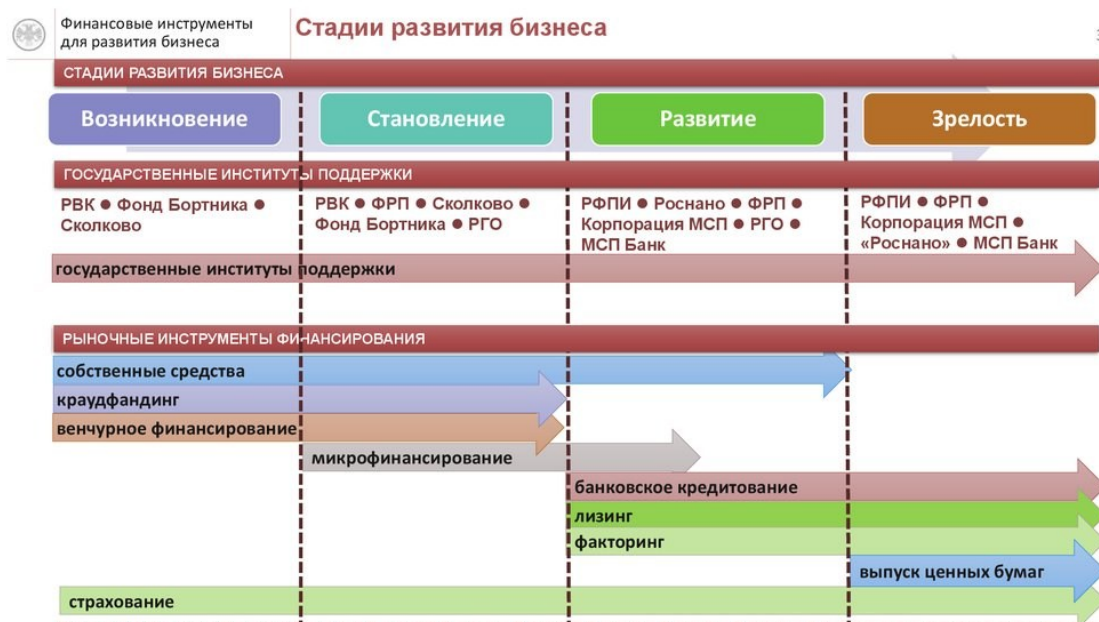 Финансовые инструменты
для развития бизнеса
Стадии развития бизнеса
СТАДИИ РАЗВИТИЯ БИЗНЕСА
Возникновение
Становление
Развитие
Зрелость
ГОСУДАРСТВЕННЫЕ ИНСТИТУТЫ ПОДДЕРЖКИ
РВК ● Фонд Бортника ●
Сколково
РВК ● ФРП ● Сколково ●
Фонд Бортника ● РГО
РФПИ ● Роснано ● ФРП ●
Корпорация МСП ● РГО ●
МСП Банк
РФПИ ● ФРП ●
Корпорация МСП ●
«Роснано» ● МСП Банк
государственные институты поддержки
РЫНОЧНЫЕ ИНСТРУМЕНТЫ ФИНАНСИРОВАНИЯ
собственные средства
краудфандинг
венчурное финансирование
микрофинансирование
банковское кредитование
лизинг
факторинг
выпуск ценных бумаг
страхование